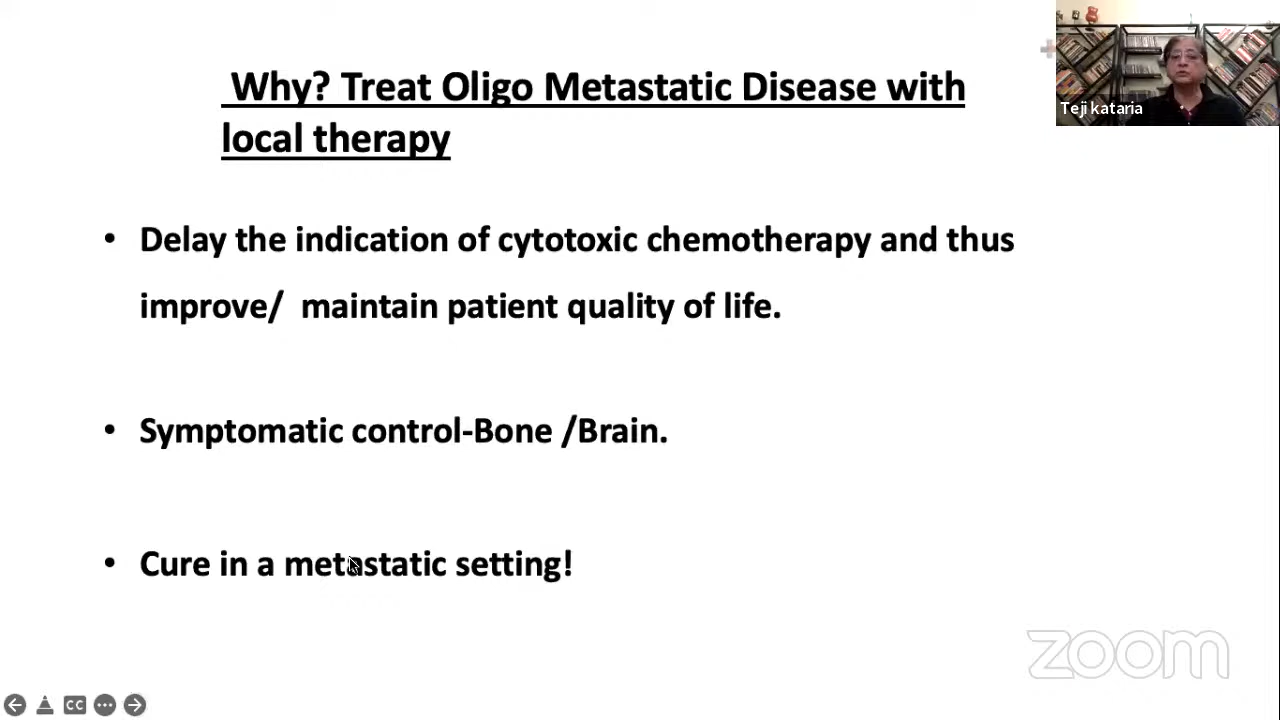 Why? Treat Oligo Metastatic Disease with
local therapy
Teji kataria
• Delay the indication of cytotoxic chemotherapy and thus
improve/ maintain patient quality of life.
• Symptomatic control-Bone /Brain.
• Cure in a metastatic setting!
zoom
CC